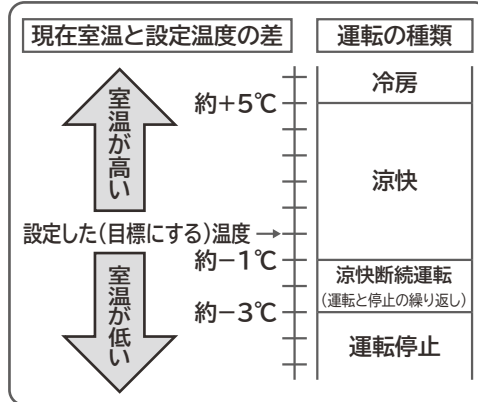 現在室温と設定温度の差
運転の種類
室温が高い
約+5℃
冷房
涼快
設定した(目標にする)温度→
約−1℃
室温が低い
涼快断続運転
(運転と停止の繰り返し)
約−3℃
運転停止